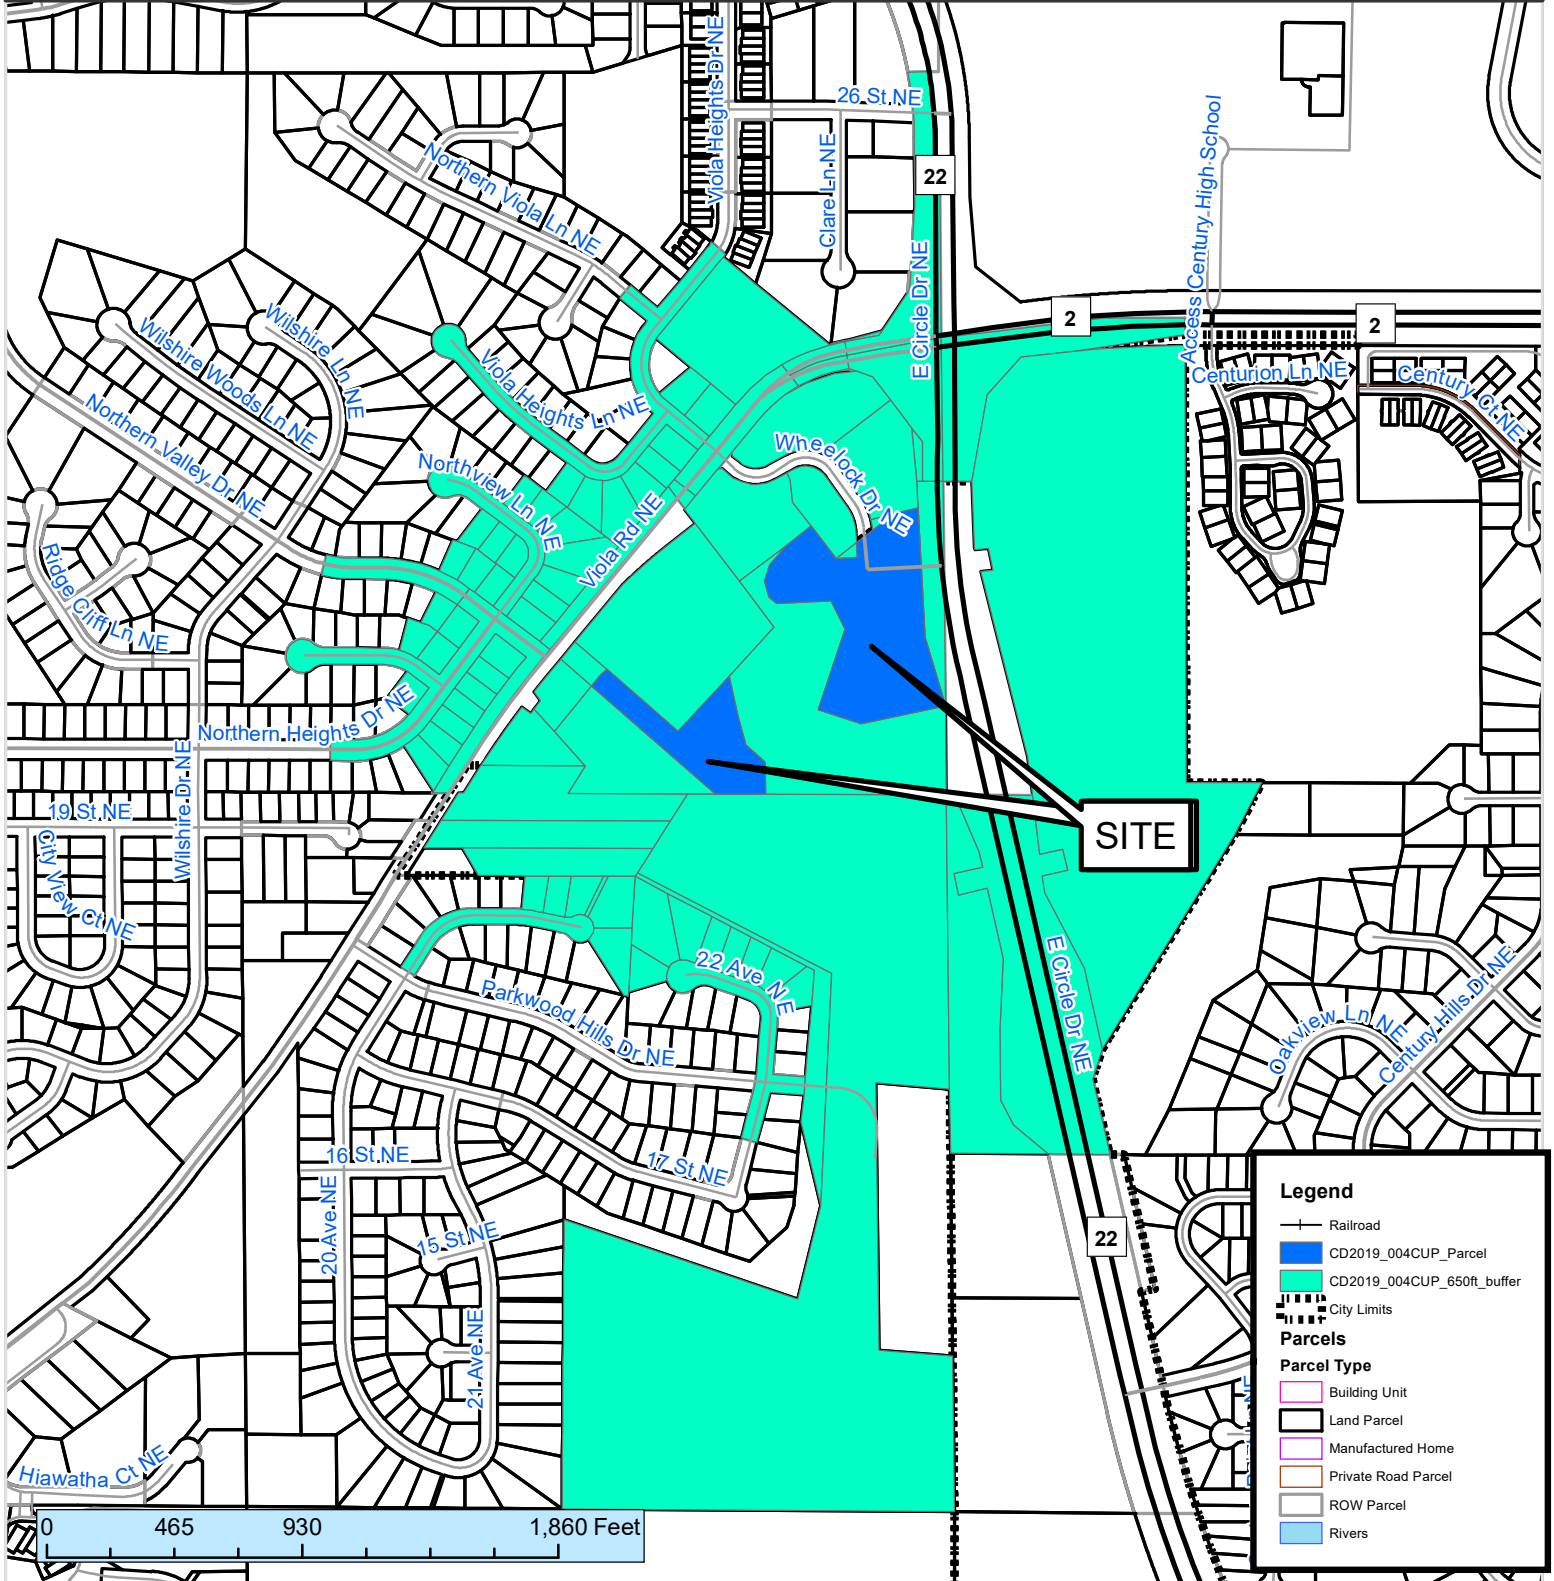 Viola Heights Dr NE
26 St NE
22
Northern Viola Ln NE
Clare Ln NE
E Circle Dr NE
Access Century High School
2
2
Wilshire Ln NE
Wilshire Woods Ln NE
Viola Heights Ln NE
Centurion Ln NE
Century Ct NE
Northern Valley Dr NE
Northview Ln NE
Wheelock Dr NE
Viola Rd NE
Ridge Cliff Ln NE
Northern Heights Dr NE
Wilshire Dr NE
19 St NE
City View Ct NE
SITE
22 Ave NE
Parkwood Hills Dr NE
E Circle Dr NE
Oakview Ln NE
Century Hills Dr NE
16 St NE
17 St NE
20 Ave NE
15 St NE
21 Ave NE
22
Hiawatha Ct NE
0 465 930 1,860 Feet
Legend
Railroad
CD2019_004CUP_Parcel
CD2019_004CUP_650ft_buffer
City Limits
Parcels
Parcel Type
Building Unit
Land Parcel
Manufactured Home
Private Road Parcel
ROW Parcel
Rivers